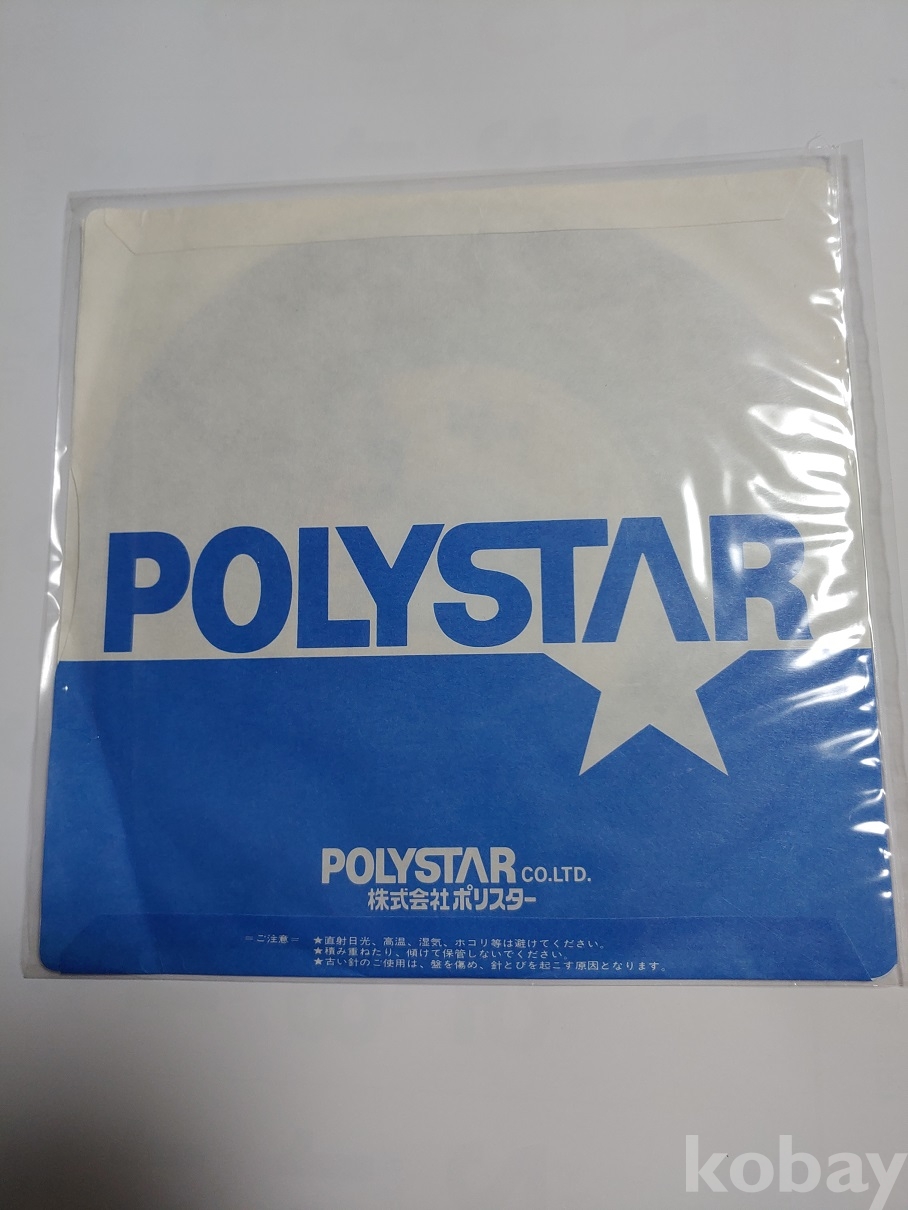 POLYSTAR
POLYSTAR CO.LTD.
株式会社ポリスター
=ご注意= ★直射日光、高温、湿気、ホコリ等は避けてください。
★積み重ねたり、傾けて保管しないでください。
★古い針のご使用は、盤を傷め、針とびを起こす原因となります。
kobay